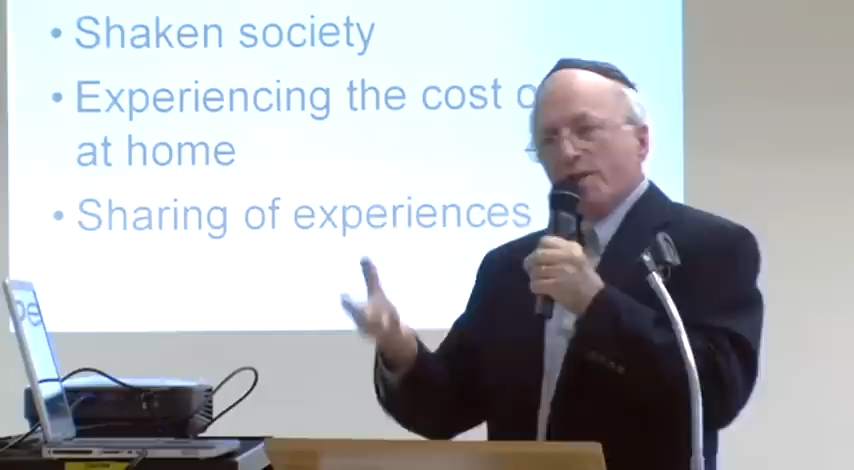 • Shaken society
• Experiencing the cost
at home
• Sharing of experiences